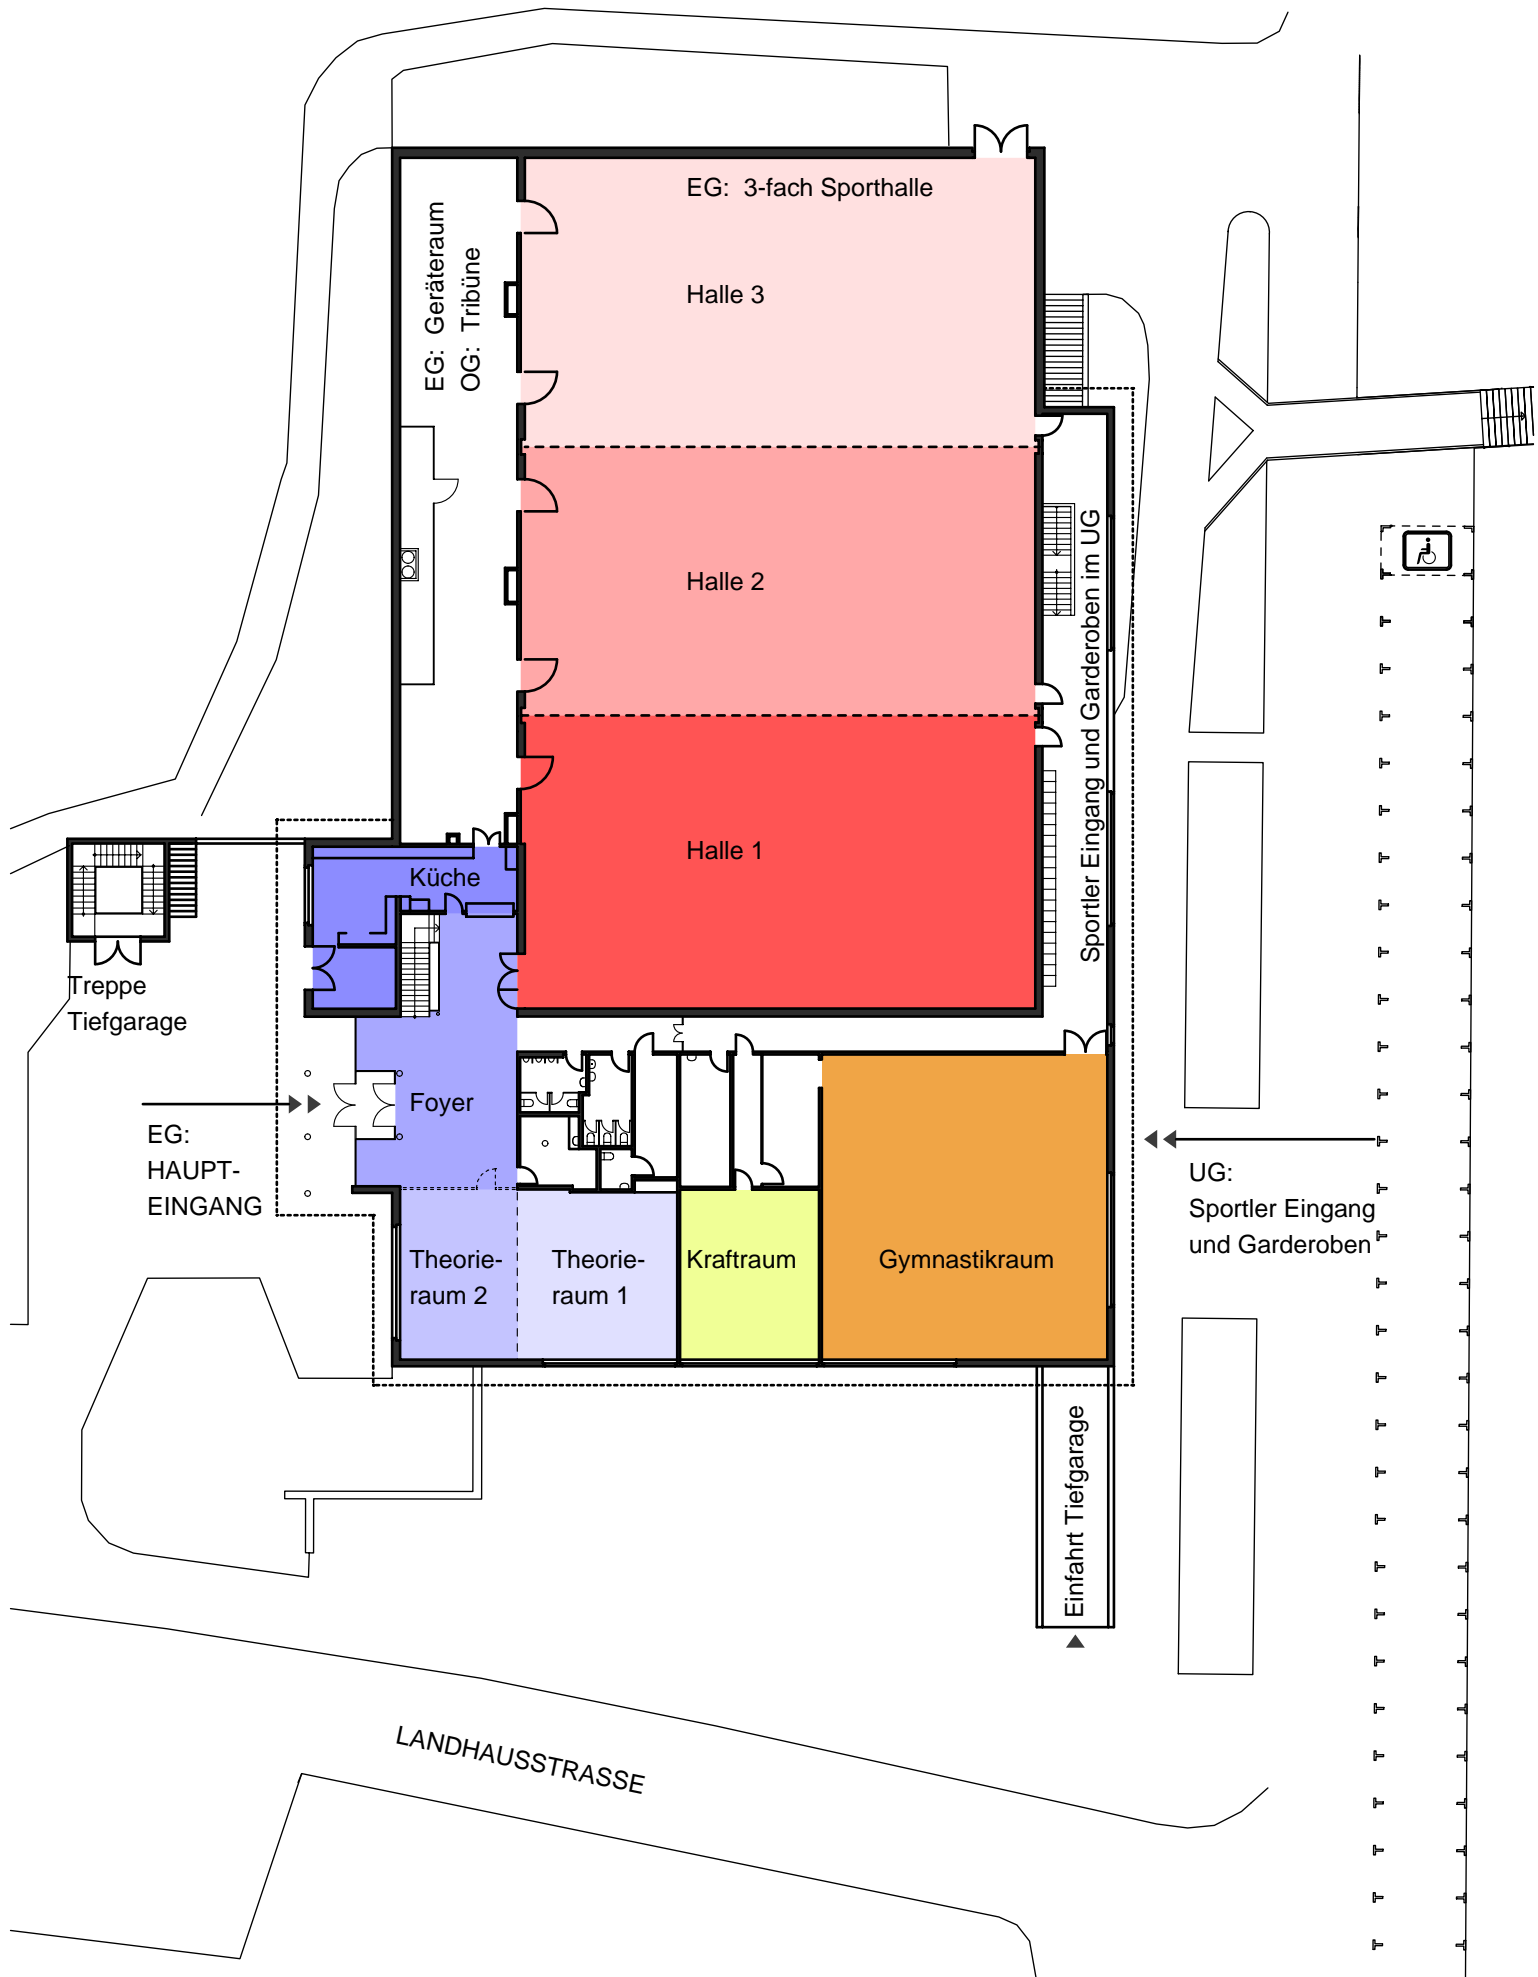 EG:  3-fach Sporthalle
EG:  Geräteraum
OG:  Tribüne
Halle 3
Halle 2
Sportler Eingang und Garderoben im UG
Halle 1
Küche
Treppe
Tiefgarage
Foyer
EG:
HAUPT-
EINGANG
UG:
Sportler Eingang
und Garderoben
Theorie-
raum 2
Theorie-
raum 1
Kraftraum
Gymnastikraum
Einfahrt Tiefgarage
LANDHAUSSTRASSE